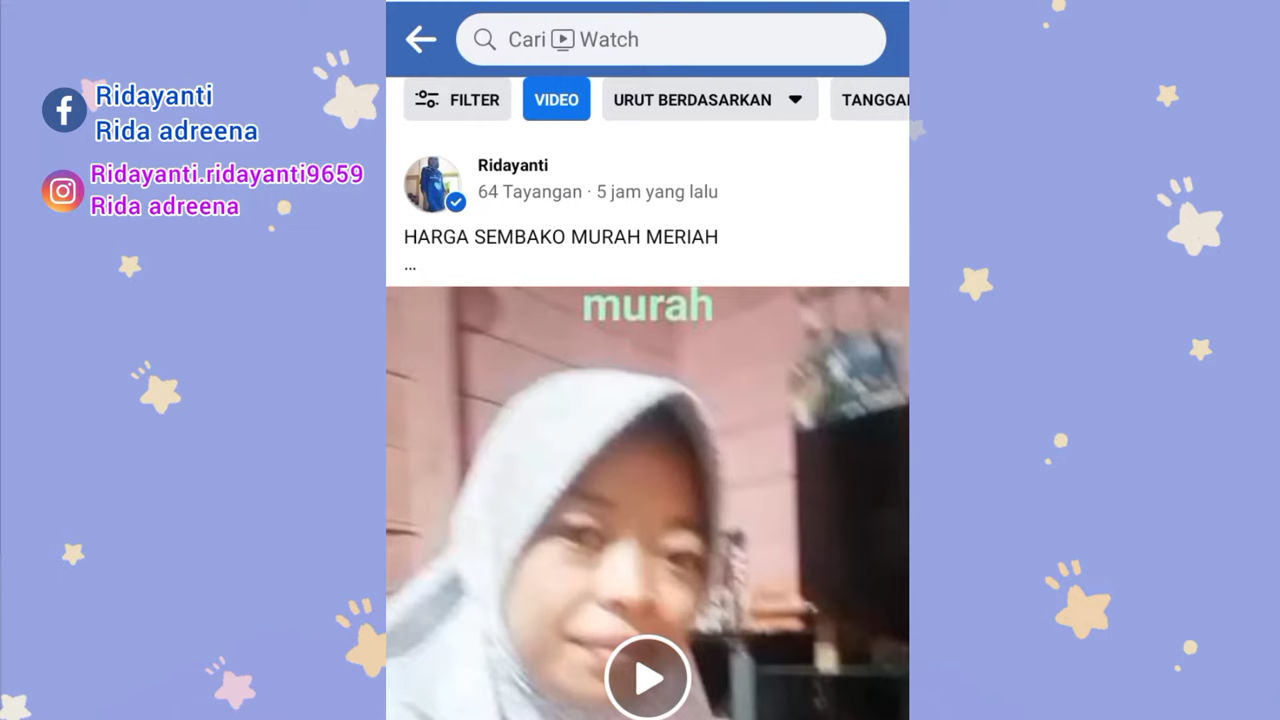 Ridayanti
Rida adreena
Ridayanti.ridayanti9659
Rida adreena
Cari Watch
FILTER
VIDEO
URUT BERDASARKAN
TANGGA
Ridayanti
64 Tayangan · 5 jam yang lalu
HARGA SEMBAKO MURAH MERIAH
...
murah